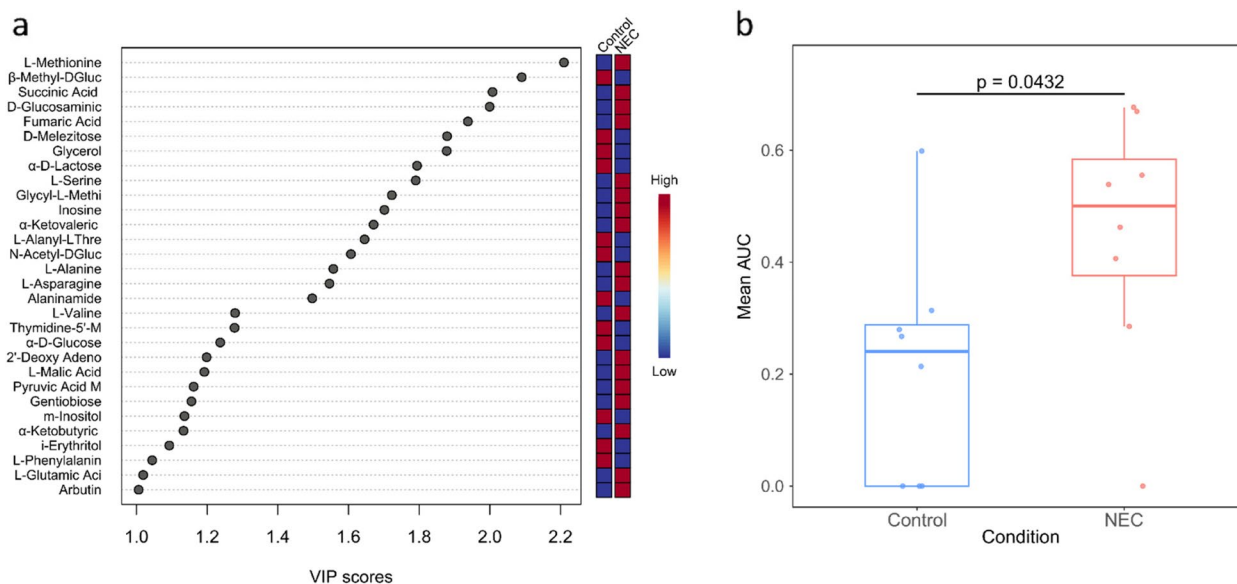 a
Control
NEC
L-Methionine
β-Methyl-DGluc
Succinic Acid
D-Glucosaminic
Fumaric Acid
D-Melezitose
Glycerol
α-D-Lactose
L-Serine
Glycyl-L-Methi
Inosine
α-Ketovaleric
L-Alanyl-LThre
N-Acetyl-DGluc
L-Alanine
L-Asparagine
Alaninamide
L-Valine
Thymidine-5'-M
α-D-Glucose
2'-Deoxy Adeno
L-Malic Acid
Pyruvic Acid M
Gentiobiose
m-Inositol
α-Ketobutyric
i-Erythritol
L-Phenylalanin
L-Glutamic Aci
Arbutin
1.0 1.2 1.4 1.6 1.8 2.0 2.2
VIP scores
High
Low
b
p = 0.0432
Mean AUC
0.6
0.4
0.2
0.0
Control NEC
Condition